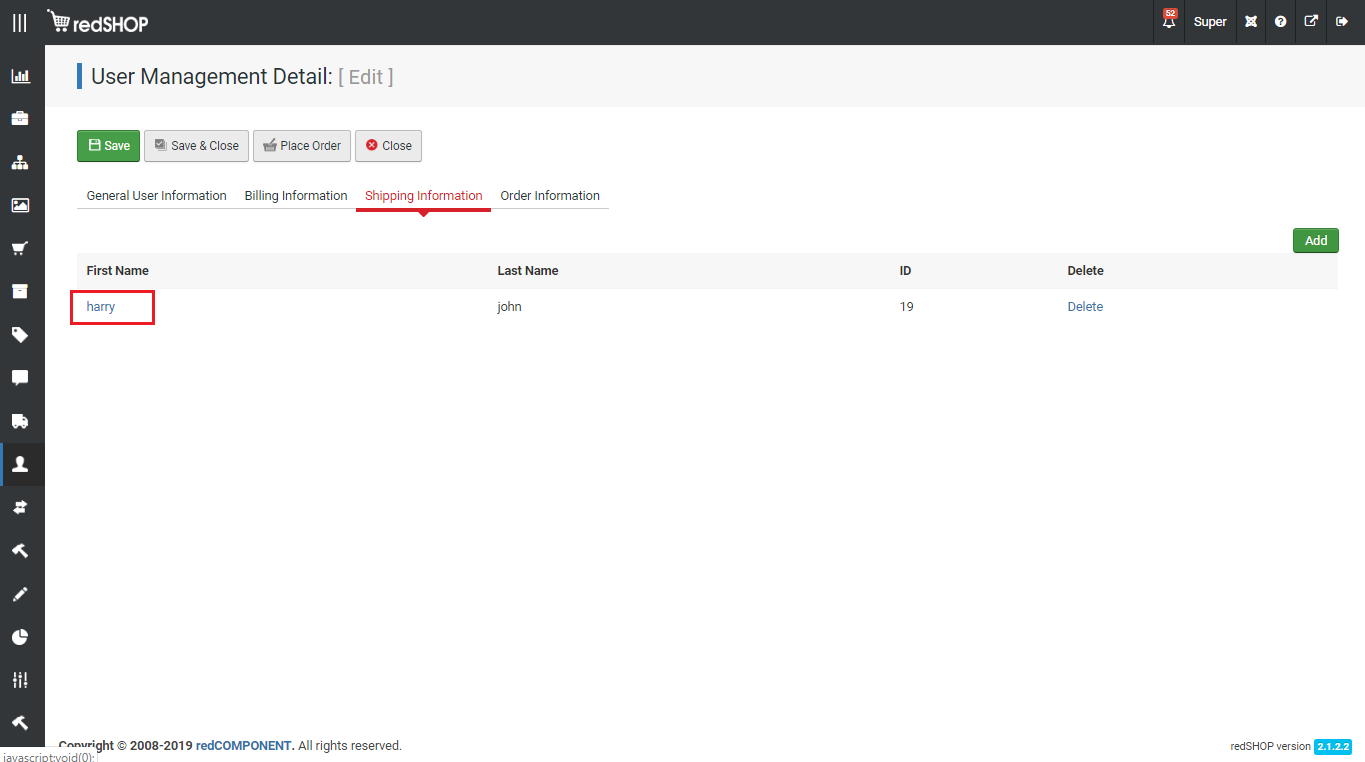 redSHOP
52
Super
User Management Detail: [ Edit ]
Save
Save & Close
Place Order
Close
General User Information
Billing Information
Shipping Information
Order Information
Add
First Name
Last Name
ID
Delete
harry
john
19
Delete
Copyright © 2008-2019 redCOMPONENT. All rights reserved.
redSHOP version 2.1.2.2
javascript:void(0);